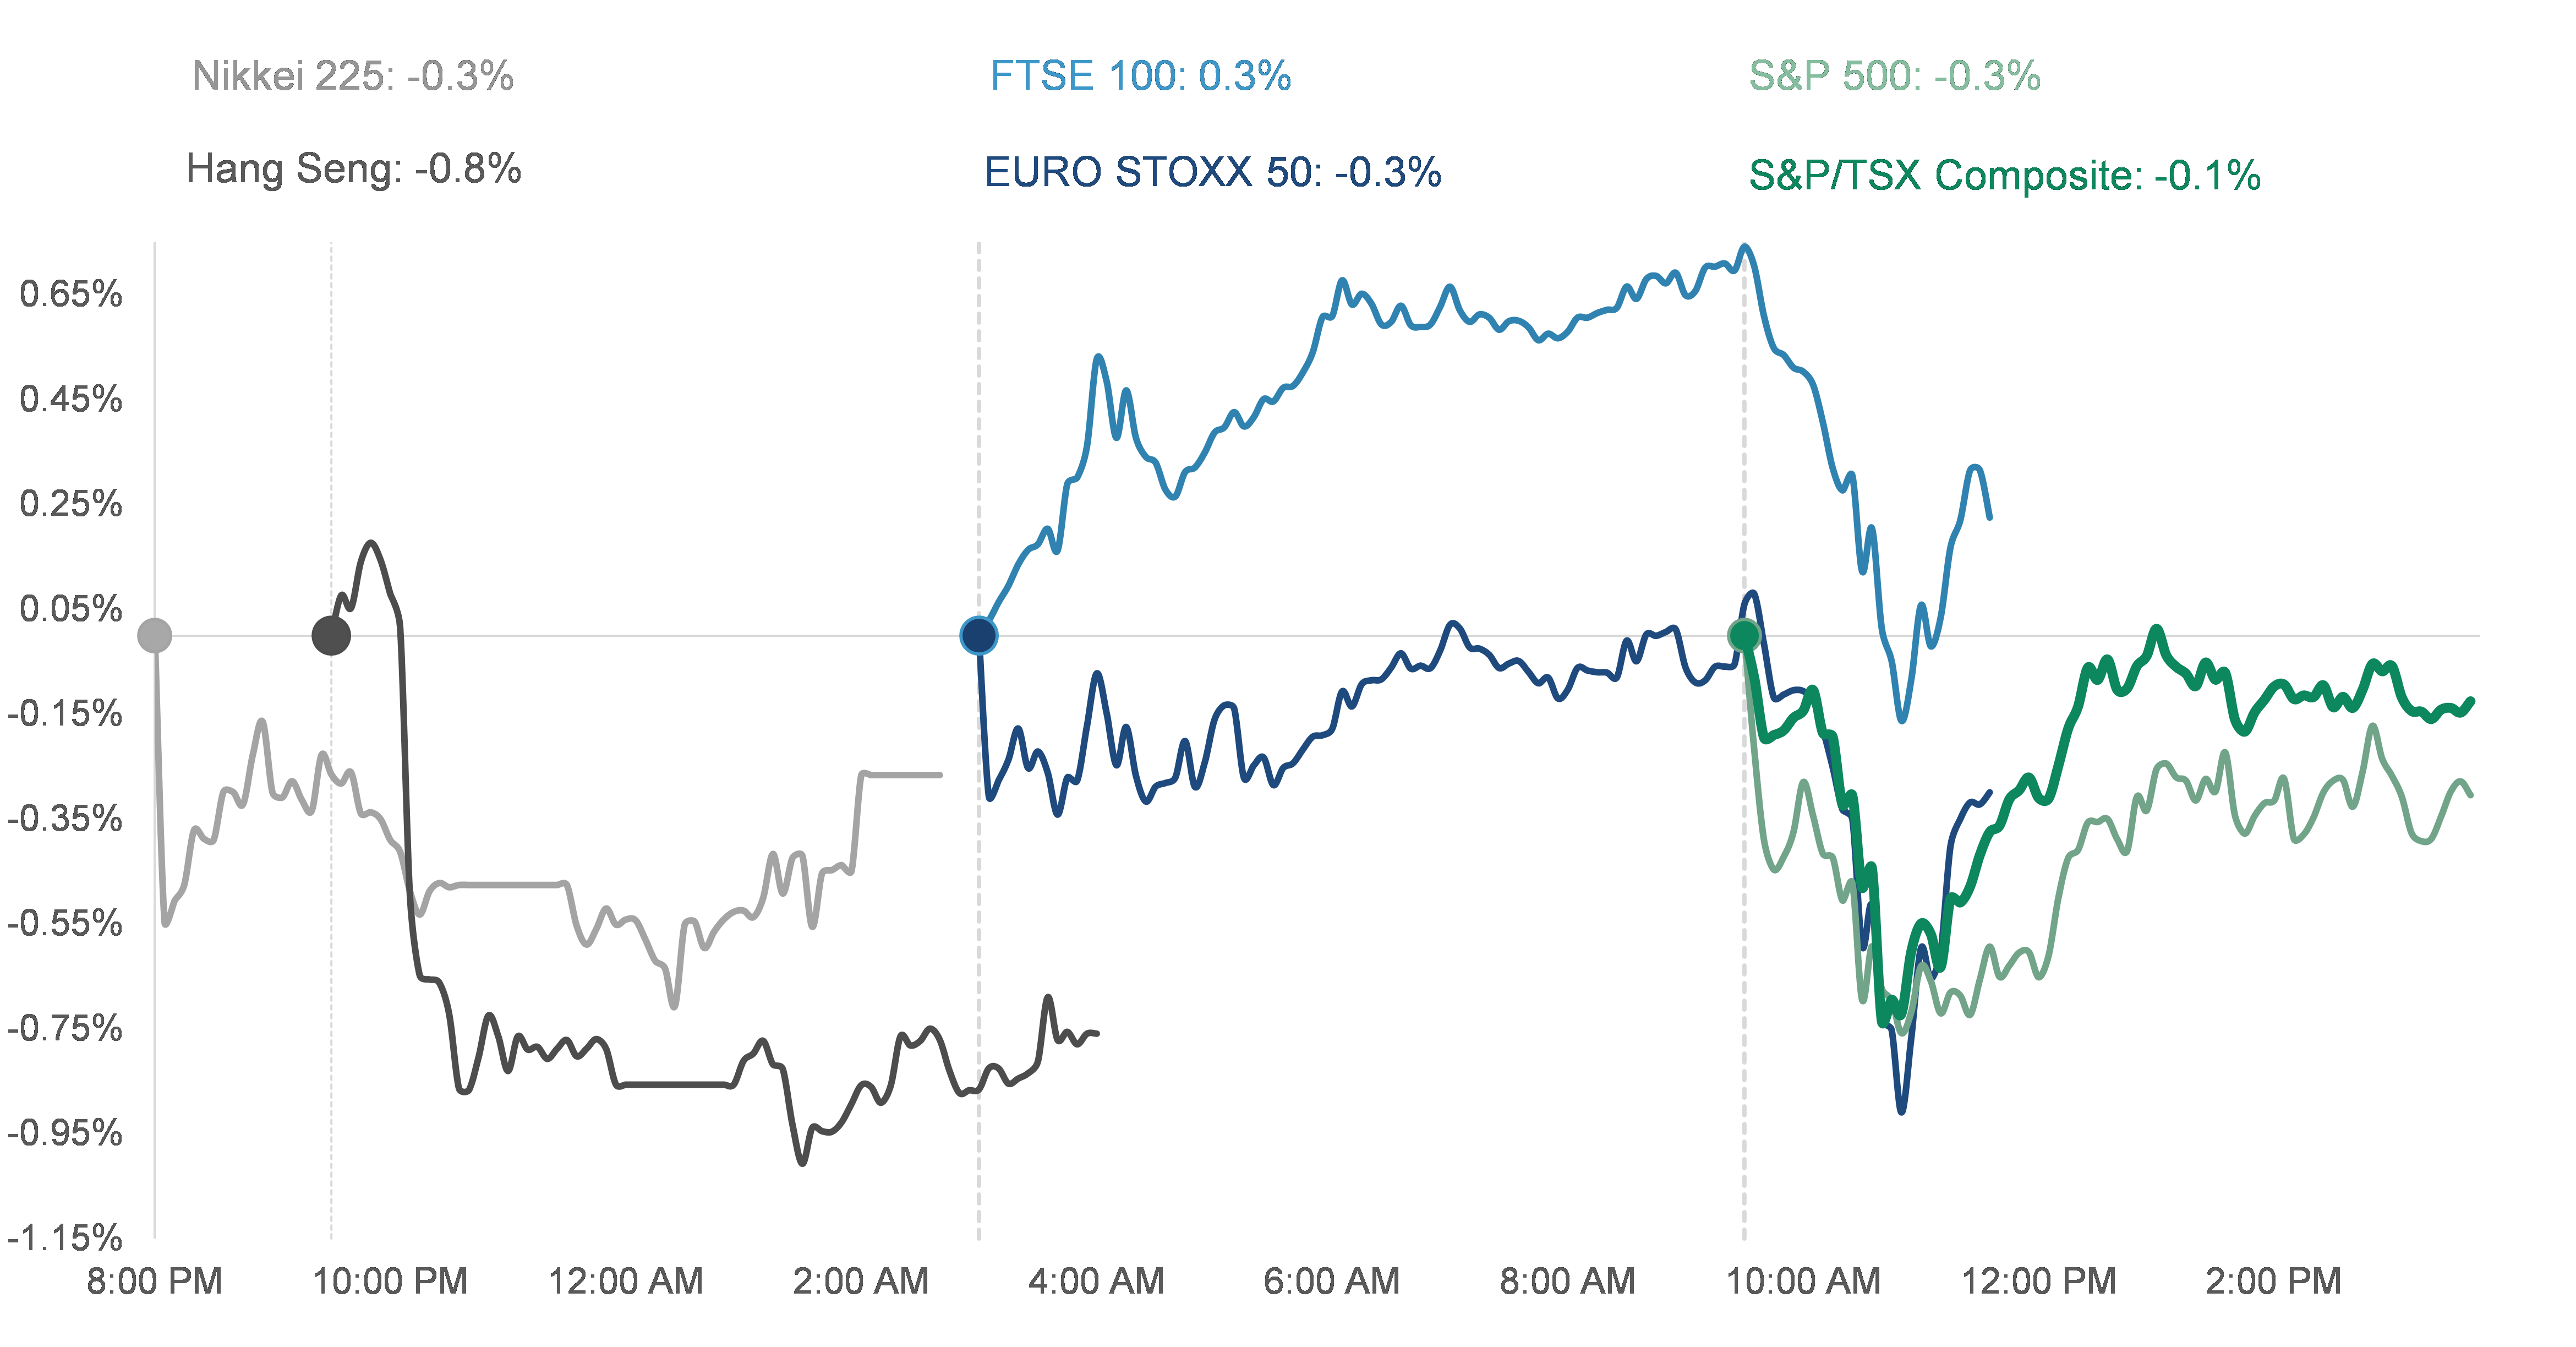 Nikkei 225: -0.3%
FTSE 100: 0.3%
S&P 500: -0.3%
Hang Seng: -0.8%
EURO STOXX 50: -0.3%
S&P/TSX Composite: -0.1%
0.65%
0.45%
0.25%
0.05%
-0.15%
-0.35%
-0.55%
-0.75%
-0.95%
-1.15%
8:00 PM 10:00 PM 12:00 AM 2:00 AM 4:00 AM 6:00 AM 8:00 AM 10:00 AM 12:00 PM 2:00 PM